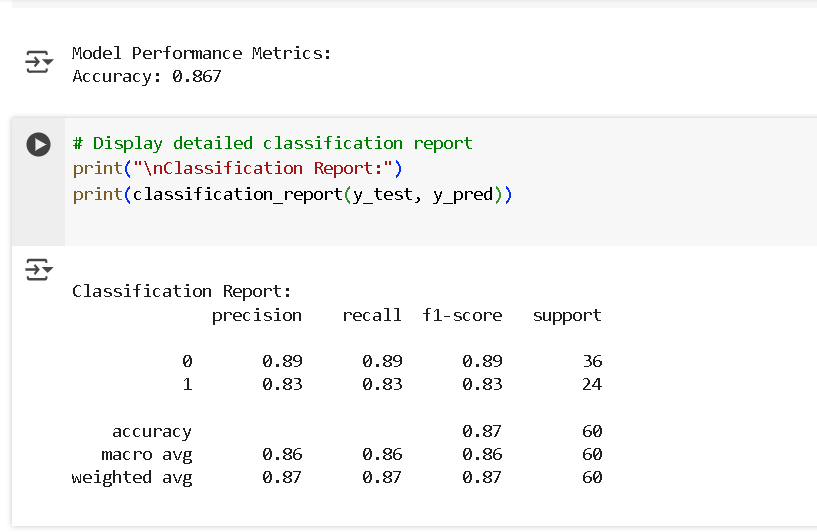 Model Performance Metrics:
Accuracy: 0.867
# Display detailed classification report
print("\nClassification Report:")
print(classification_report(y_test, y_pred))
Classification Report:
precision recall f1-score support
0 0.89 0.89 0.89 36
1 0.83 0.83 0.83 24
accuracy 0.87 60
macro avg 0.86 0.86 0.86 60
weighted avg 0.87 0.87 0.87 60